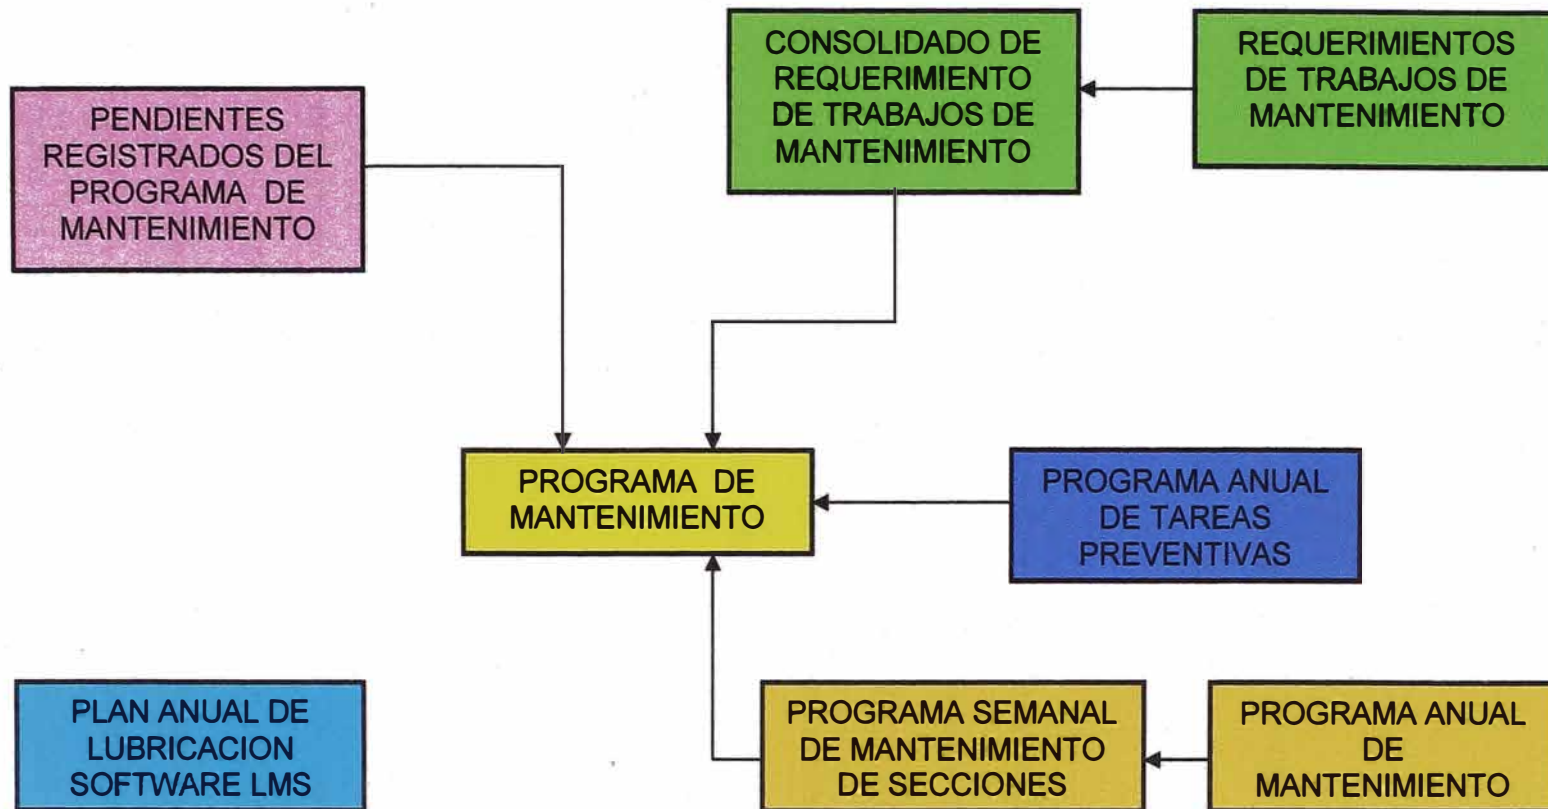 CONSOLIDADO DE
REQUERIMIENTO
DE TRABAJOS DE
MANTENIMIENTO
REQUERIMIENTOS
DE TRABAJOS DE
MANTENIMIENTO
PENDIENTES
REGISTRADOS DEL
PROGRAMA DE
MANTENIMIENTO
PROGRAMA DE
MANTENIMIENTO
PROGRAMA ANUAL
DE TAREAS
PREVENTIVAS
PLAN ANUAL DE
LUBRICACION
SOFTWARE LMS
PROGRAMA SEMANAL
DE MANTENIMIENTO
DE SECCIONES
PROGRAMA ANUAL
DE
MANTENIMIENTO